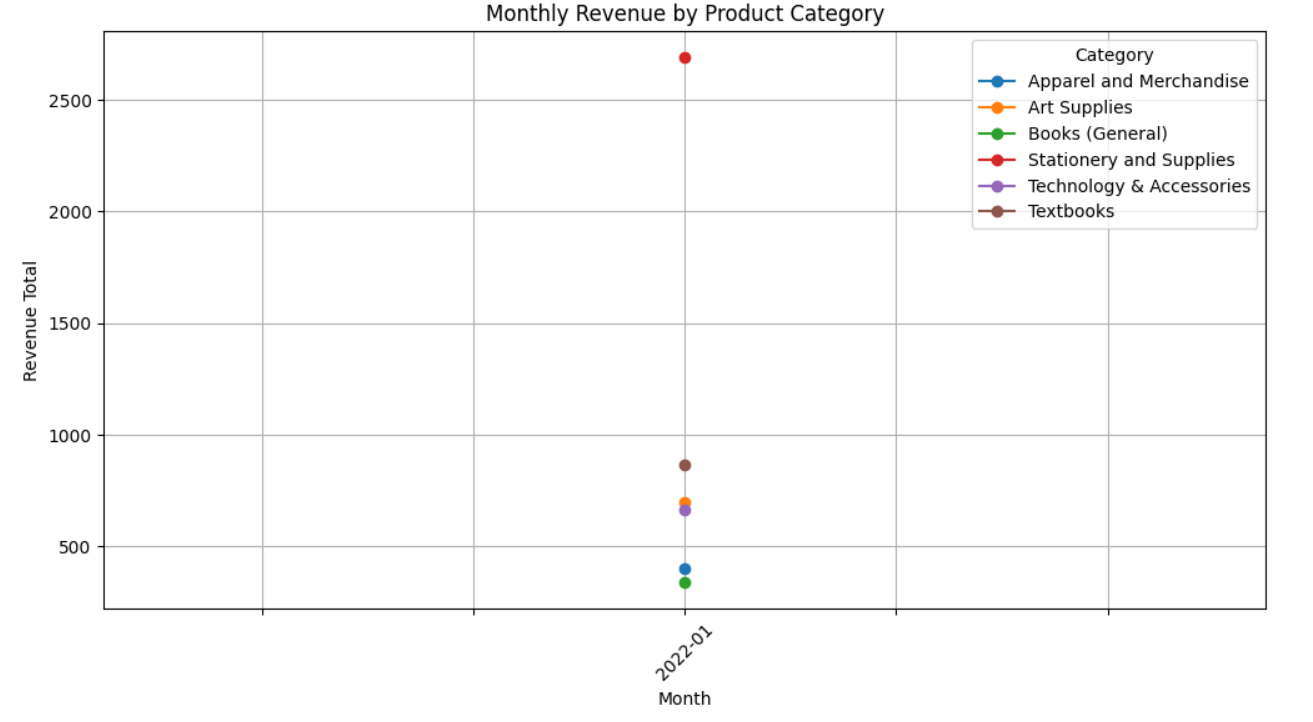 Monthly Revenue by Product Category
Category
Apparel and Merchandise
Art Supplies
Books (General)
Stationery and Supplies
Technology & Accessories
Textbooks
Revenue Total
2500
2000
1500
1000
500
2022-01
Month